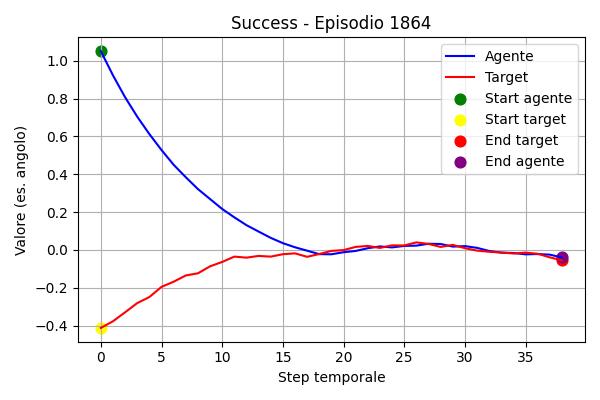 Success - Episodio 1864
Valore (es. angolo)
1.0
0.8
0.6
0.4
0.2
0.0
−0.2
−0.4
Agente
Target
Start agente
Start target
End target
End agente
0 5 10 15 20 25 30 35
Step temporale